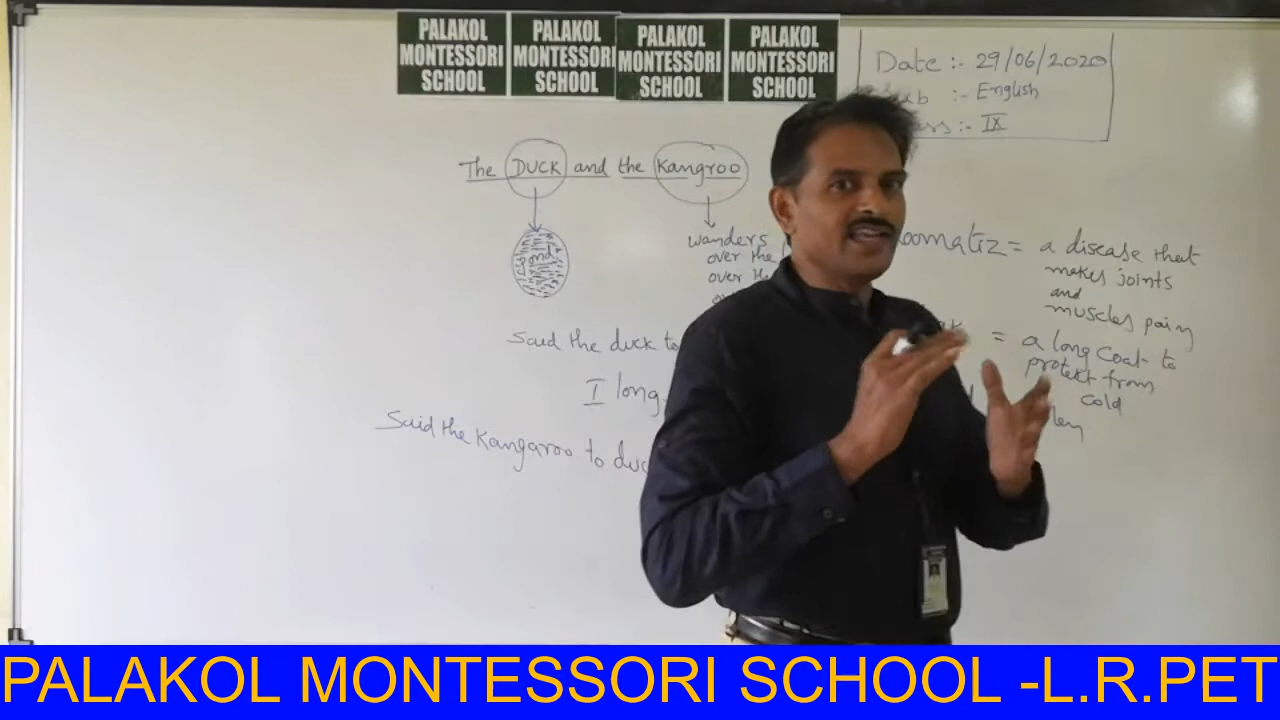 PALAKOL
MONTESSORI
SCHOOL
PALAKOL
MONTESSORI
SCHOOL
PALAKOL
MONTESSORI
SCHOOL
PALAKOL
MONTESSORI
SCHOOL
Date :- 29/06/2020
:- English
:- IX
The DUCK and the Kangroo
wanders
over the
over the
Pond
= a disease that
makes joints
and
muscles pain
Said the duck to
= a long coat to
protekt from
cold
I long
Said the Kangaroo to duc
PALAKOL MONTESSORI SCHOOL -L.R.PET